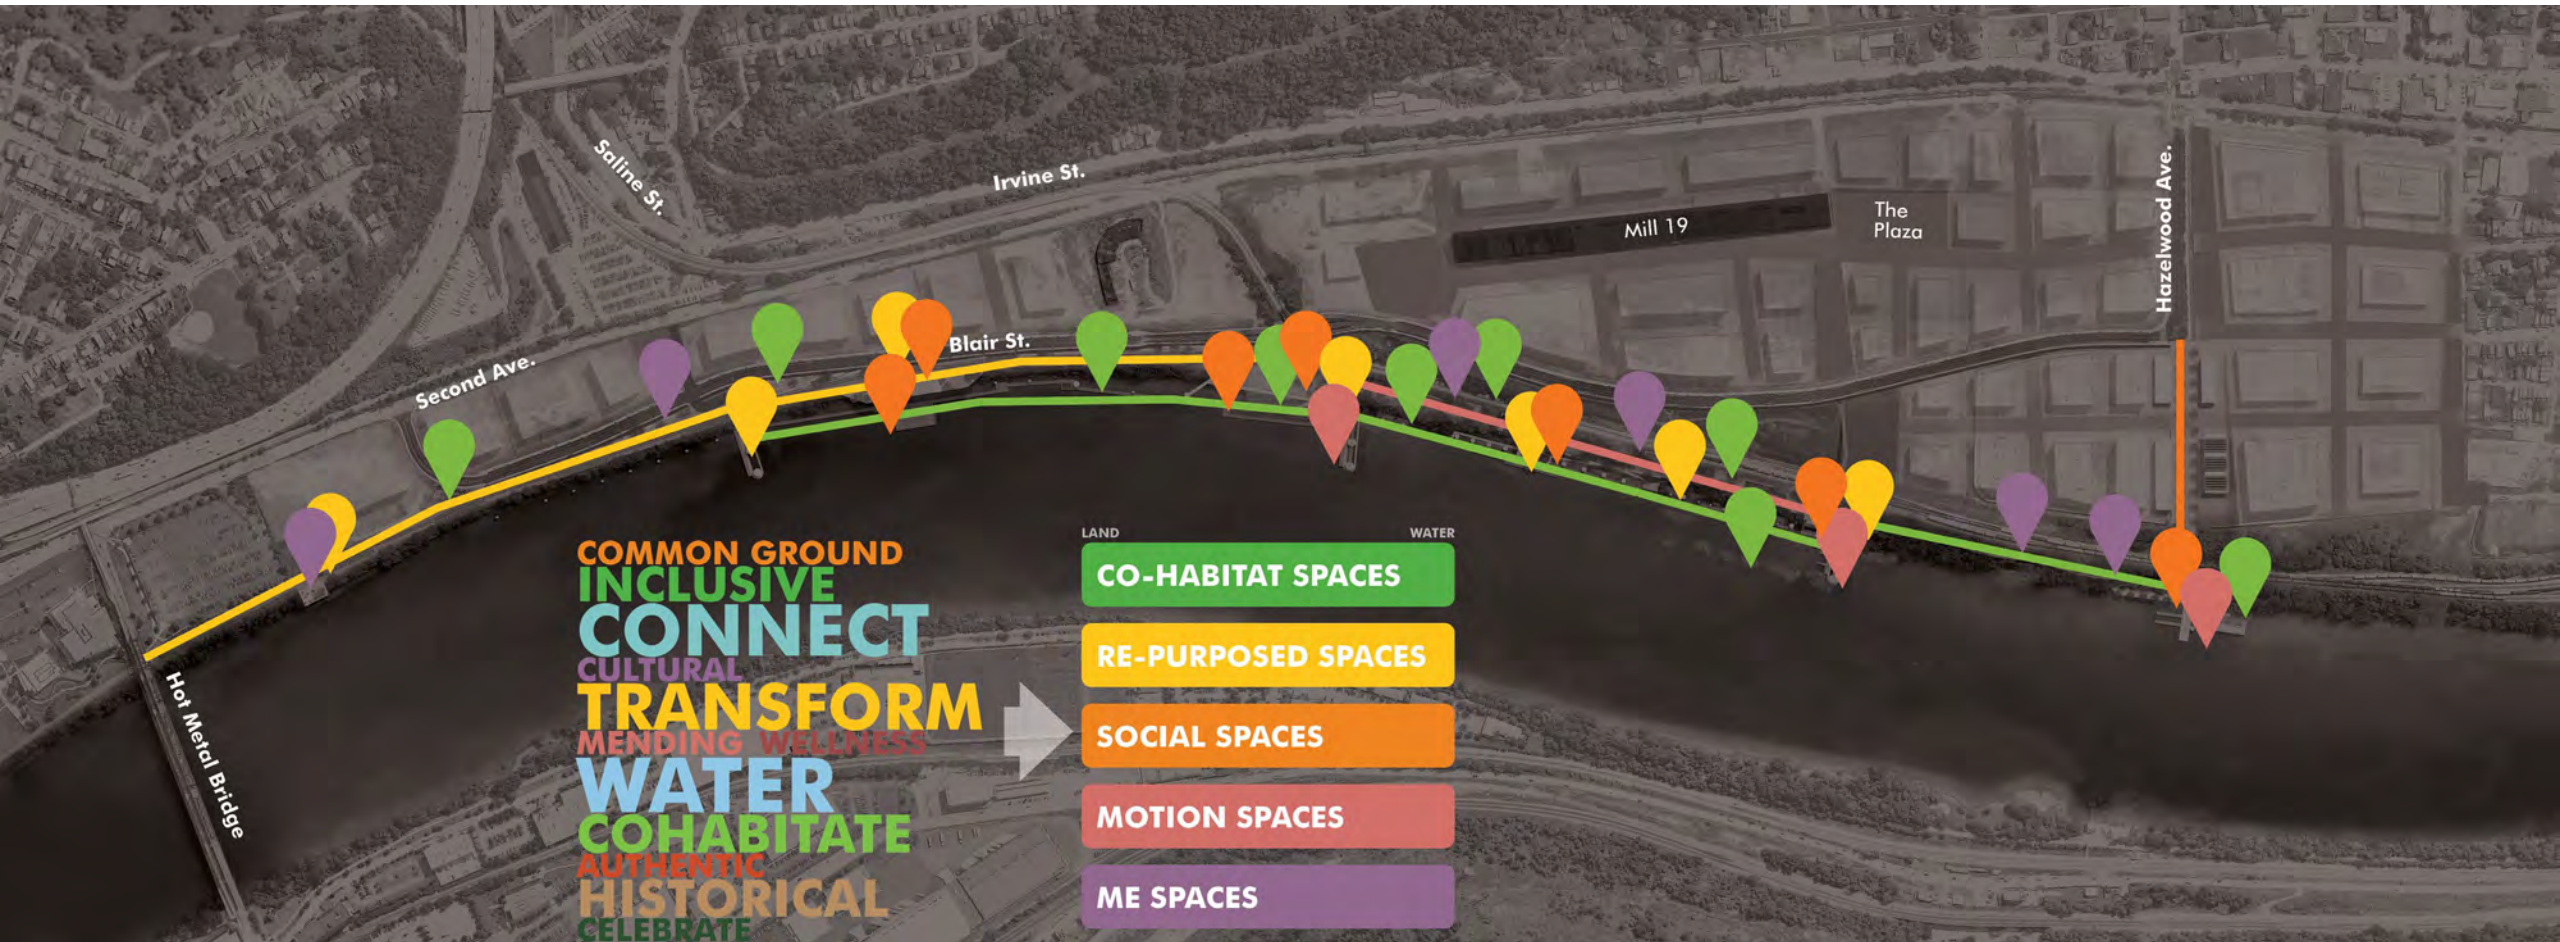 Saline St.
Irvine St.
Mill 19
The
Plaza
Hazelwood Ave.
Second Ave.
Blair St.
Hot Metal Bridge
COMMON GROUND
INCLUSIVE
CONNECT
CULTURAL
TRANSFORM
MENDING WELLNESS
WATER
COHABITATE
AUTHENTIC
HISTORICAL
CELEBRATE
LAND WATER
CO-HABITAT SPACES
RE-PURPOSED SPACES
SOCIAL SPACES
MOTION SPACES
ME SPACES